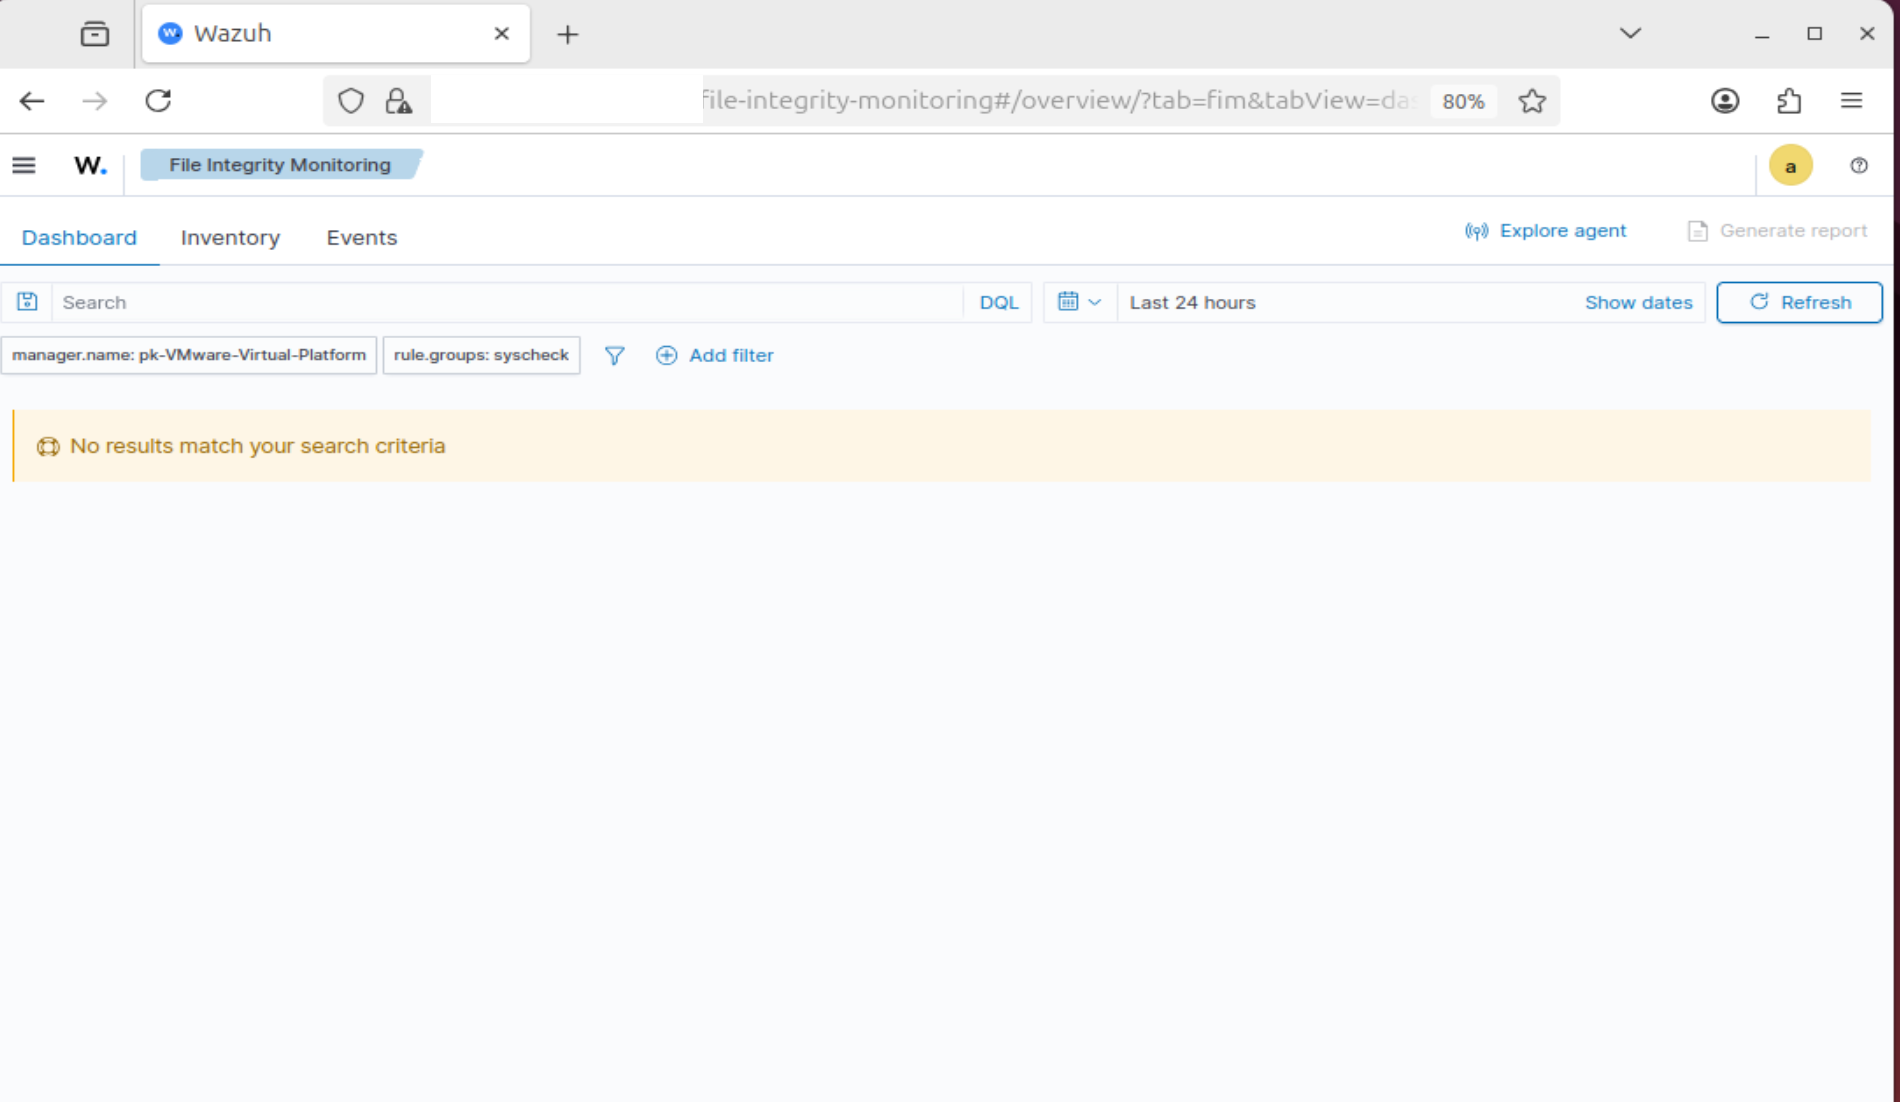 Wazuh
file-integrity-monitoring#/overview/?tab=fim&tabView=da 80%
W. File Integrity Monitoring a
Dashboard Inventory Events Explore agent Generate report
Search DQL Last 24 hours Show dates Refresh
manager.name: pk-VMware-Virtual-Platform rule.groups: syscheck Add filter
No results match your search criteria